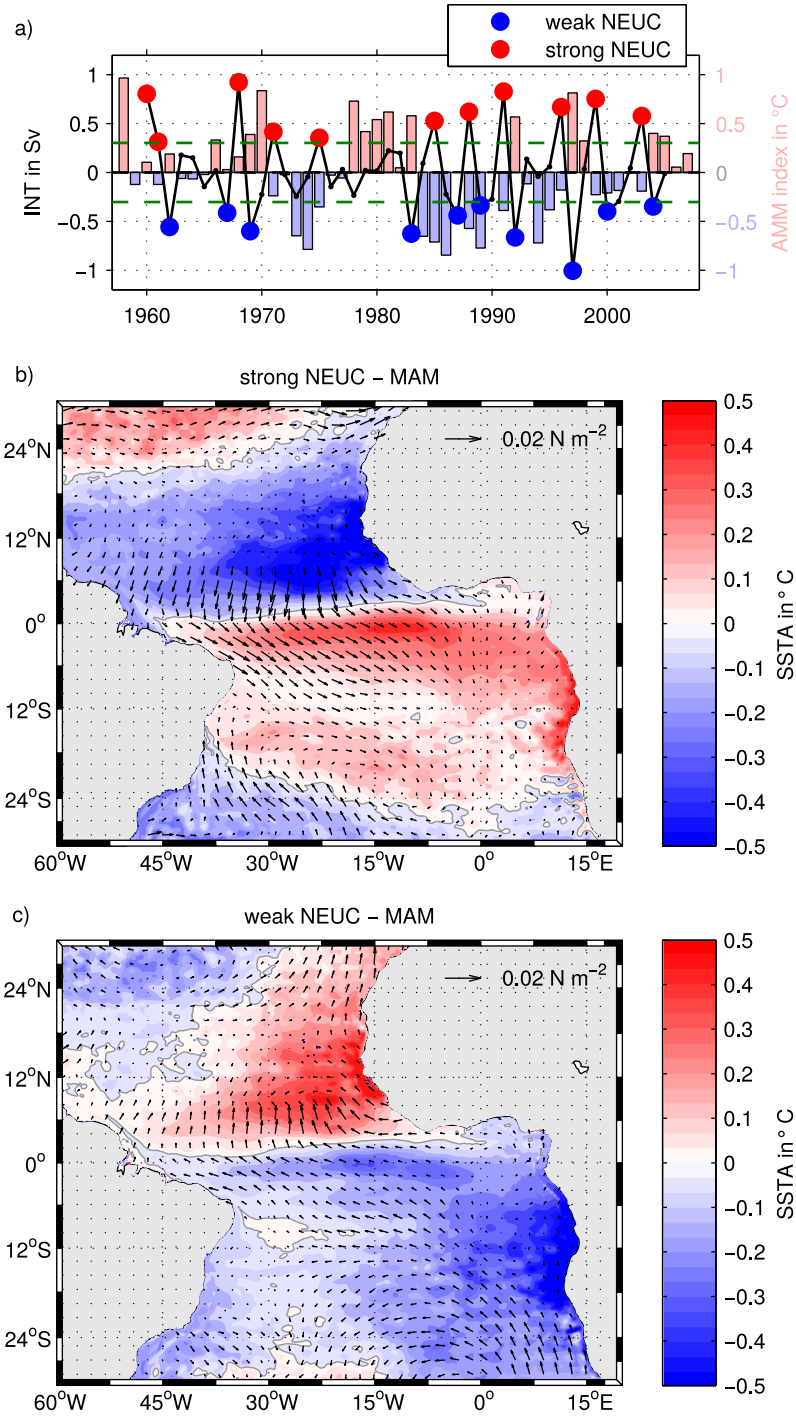 a)
weak NEUC
strong NEUC
INT in Sv
1
0.5
0
−0.5
−1
1
0.5
0
−0.5
−1
AMM index in °C
1960 1970 1980 1990 2000
b)
strong NEUC − MAM
0.02 N m−2
24°N
12°N
0°
12°S
24°S
60°W 45°W 30°W 15°W 0° 15°E
0.5
0.4
0.3
0.2
0.1
0
−0.1
−0.2
−0.3
−0.4
−0.5
SSTA in ° C
c)
weak NEUC − MAM
0.02 N m−2
24°N
12°N
0°
12°S
24°S
60°W 45°W 30°W 15°W 0° 15°E
0.5
0.4
0.3
0.2
0.1
0
−0.1
−0.2
−0.3
−0.4
−0.5
SSTA in ° C